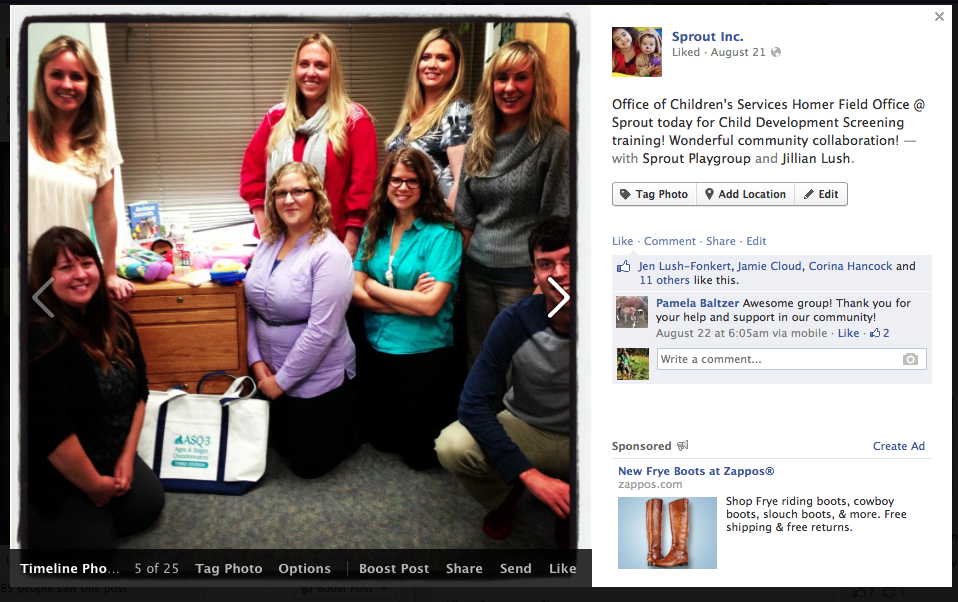 Sprout Inc.
Liked · August 21
Office of Children's Services Homer Field Office @
Sprout today for Child Development Screening
training! Wonderful community collaboration! —
with Sprout Playgroup and Jillian Lush.
Tag Photo Add Location Edit
Like · Comment · Share · Edit
Jen Lush-Fonkert, Jamie Cloud, Corina Hancock and
11 others like this.
Pamela Baltzer Awesome group! Thank you for
your help and support in our community!
August 22 at 6:05am via mobile · Like · 2
Write a comment...
Sponsored Create Ad
New Frye Boots at Zappos®
zappos.com
Shop Frye riding boots, cowboy
boots, slouch boots, & more. Free
shipping & free returns.
ASQ-3
Ages & Stages
Questionnaires
THIRD EDITION
Timeline Pho... 5 of 25 Tag Photo Options Boost Post Share Send Like
85 people saw this post Boost Post 7 1